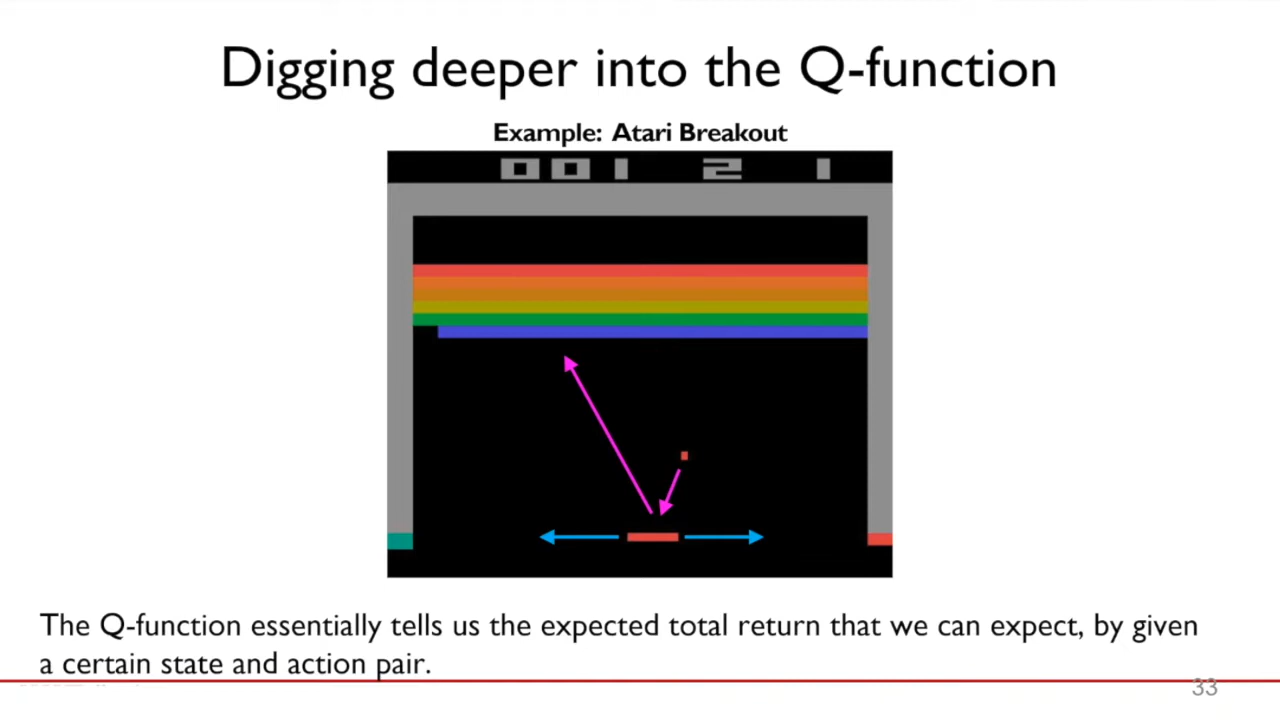 Digging deeper into the Q-function
Example: Atari Breakout
001 2 1
The Q-function essentially tells us the expected total return that we can expect, by given
a certain state and action pair.
33